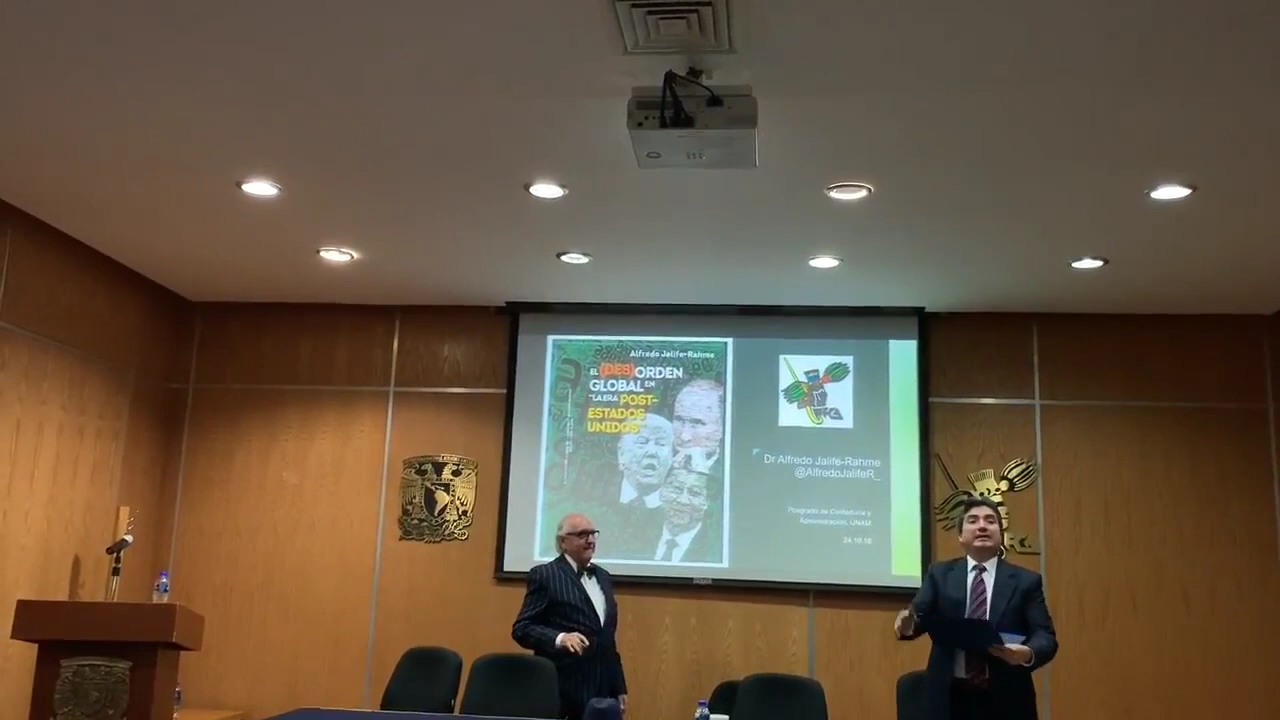 Alfredo Jalife-Rahme
EL (DES)ORDEN
GLOBAL EN
"LA ERA POST-
ESTADOS
UNIDOS"
Dr Alfredo Jalife-Rahme
@AlfredoJalifeR_
Posgrado de Contaduría y
Administración, UNAM
24.10.18